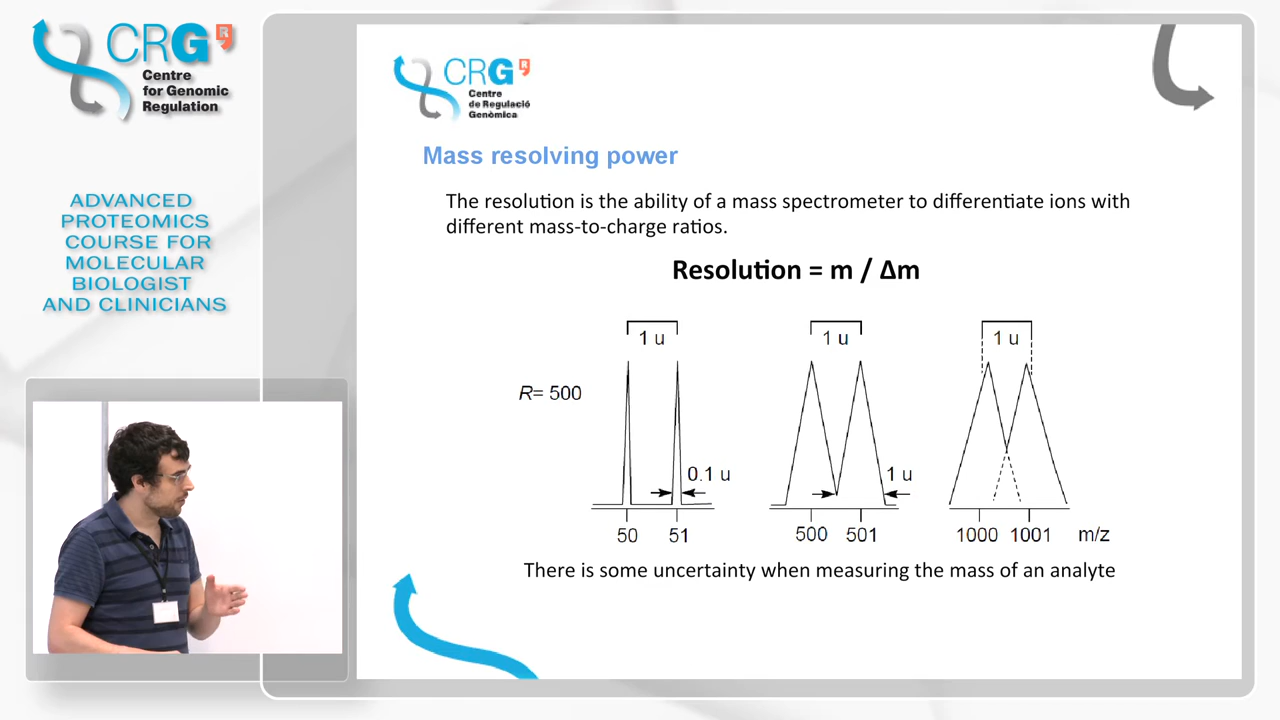 CRG
R
Centre
for Genomic
Regulation
ADVANCED
PROTEOMICS
COURSE FOR
MOLECULAR
BIOLOGIST
AND CLINICIANS
CRG
R
Centre
de Regulació
Genòmica
Mass resolving power
The resolution is the ability of a mass spectrometer to differentiate ions with
different mass-to-charge ratios.
Resolution = m / Δm
1 u 1 u 1 u
R= 500
0.1 u 1 u
50 51 500 501 1000 1001 m/z
There is some uncertainty when measuring the mass of an analyte